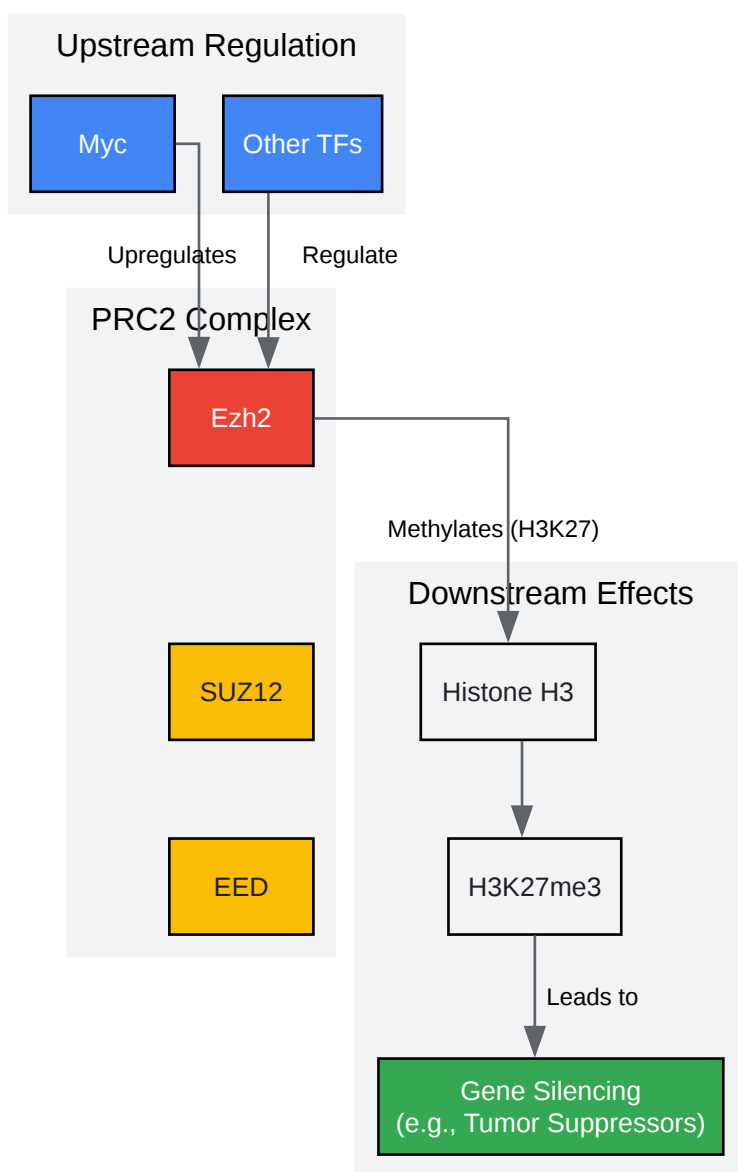 Upstream Regulation
Myc
Other TFs
Upregulates
Regulate
PRC2 Complex
Ezh2
Methylates (H3K27)
Downstream Effects
SUZ12
Histone H3
EED
H3K27me3
Leads to
Gene Silencing
(e.g., Tumor Suppressors)